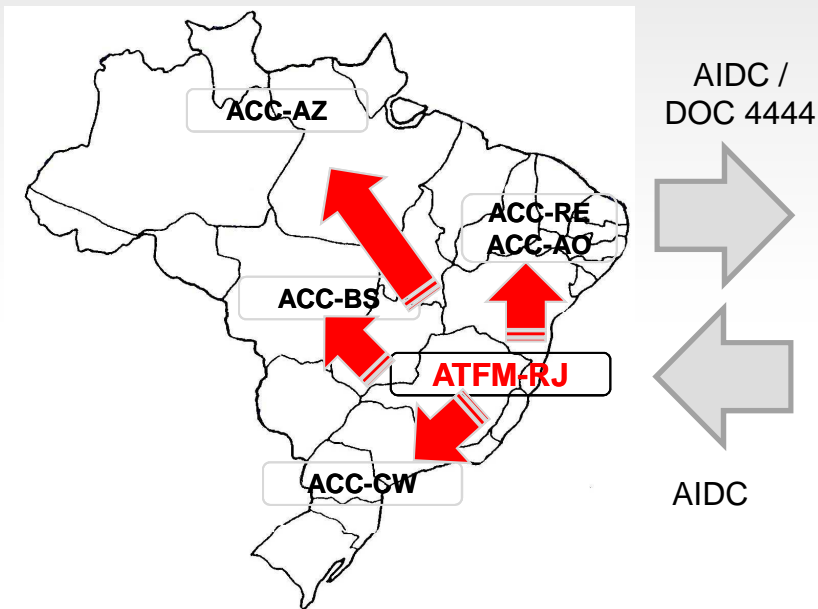 ACC-AZ
AIDC /
DOC 4444
ACC-RE
ACC-AO
ACC-BS
ATFM-RJ
ACC-CW
AIDC